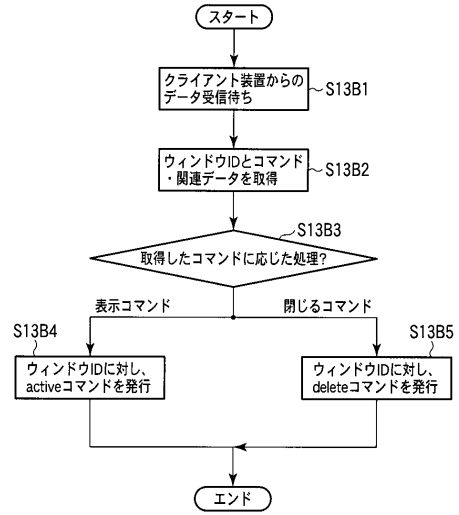 スタート
クライアント装置からの
データ受信待ち
S13B1
ウィンドウIDとコマンド
・関連データを取得
S13B2
S13B3
取得したコマンドに応じた処理?
表示コマンド
閉じるコマンド
S13B4
S13B5
ウィンドウIDに対し、
activeコマンドを発行
ウィンドウIDに対し、
deleteコマンドを発行
エンド